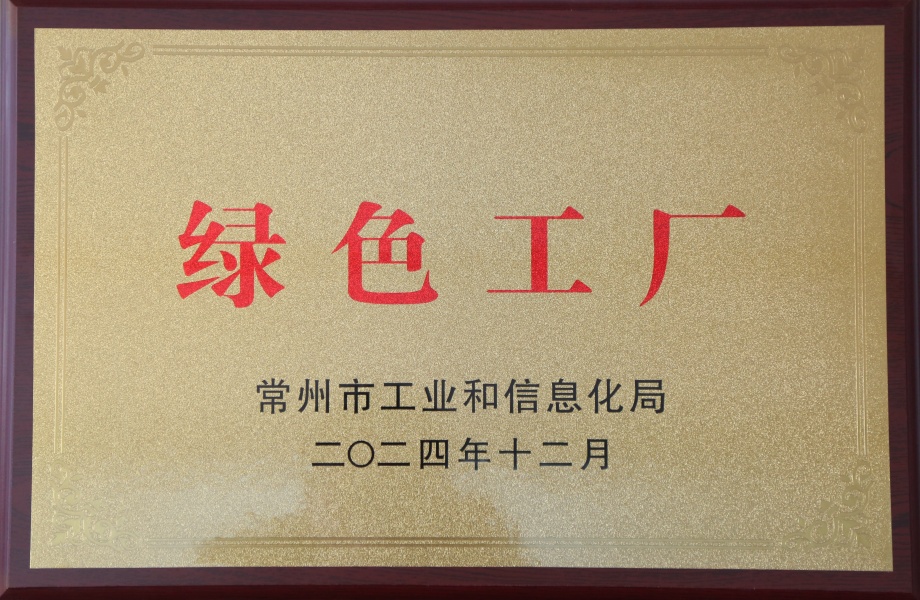 绿色工厂
常州市工业和信息化局
二〇二四年十二月